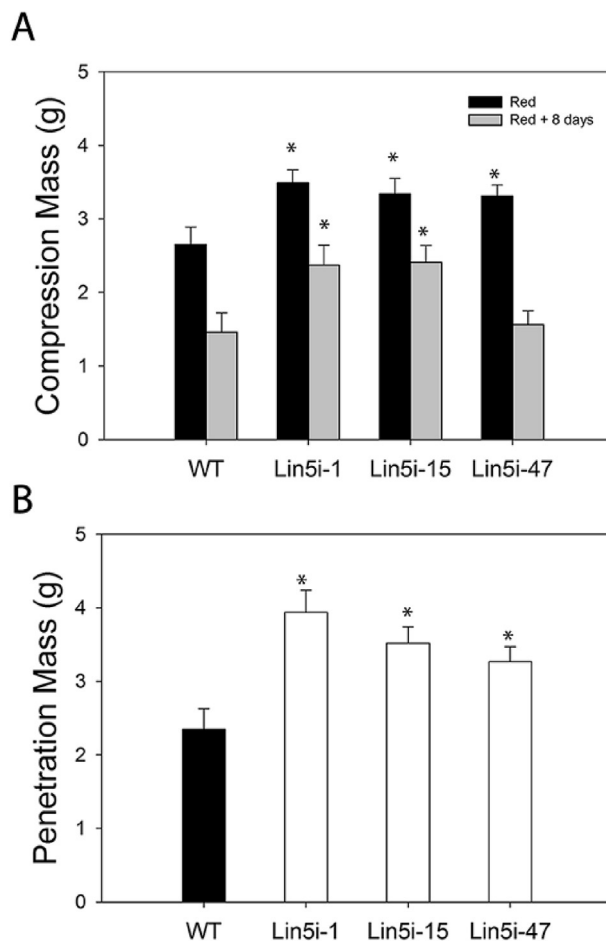 A
Compression Mass (g)
5
4
3
2
1
0
Red
Red + 8 days
*
*
*
*
*
WT Lin5i-1 Lin5i-15 Lin5i-47
B
Penetration Mass (g)
5
4
3
2
1
0
*
*
*
WT Lin5i-1 Lin5i-15 Lin5i-47